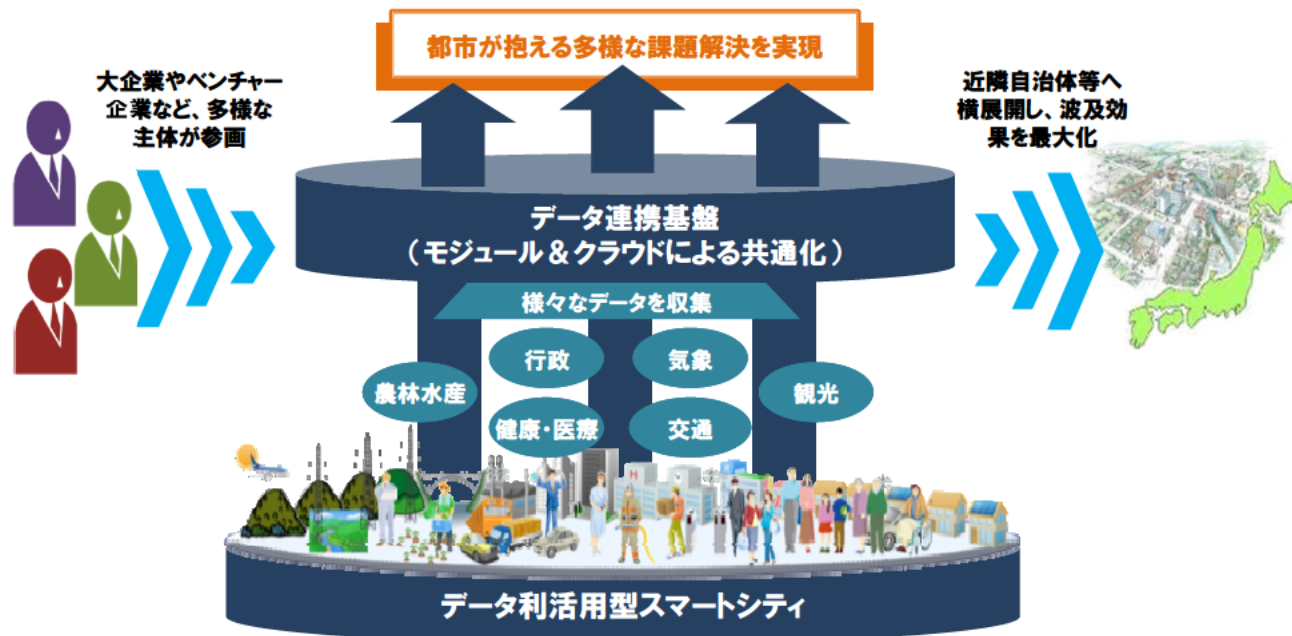 都市が抱える多様な課題解決を実現
大企業やベンチャー
企業など、多様な
主体が参画
近隣自治体等へ
横展開し、波及効
果を最大化
データ連携基盤
（モジュール＆クラウドによる共通化）
様々なデータを収集
行政
気象
農林水産
観光
健康・医療
交通
H
データ利活用型スマートシティ